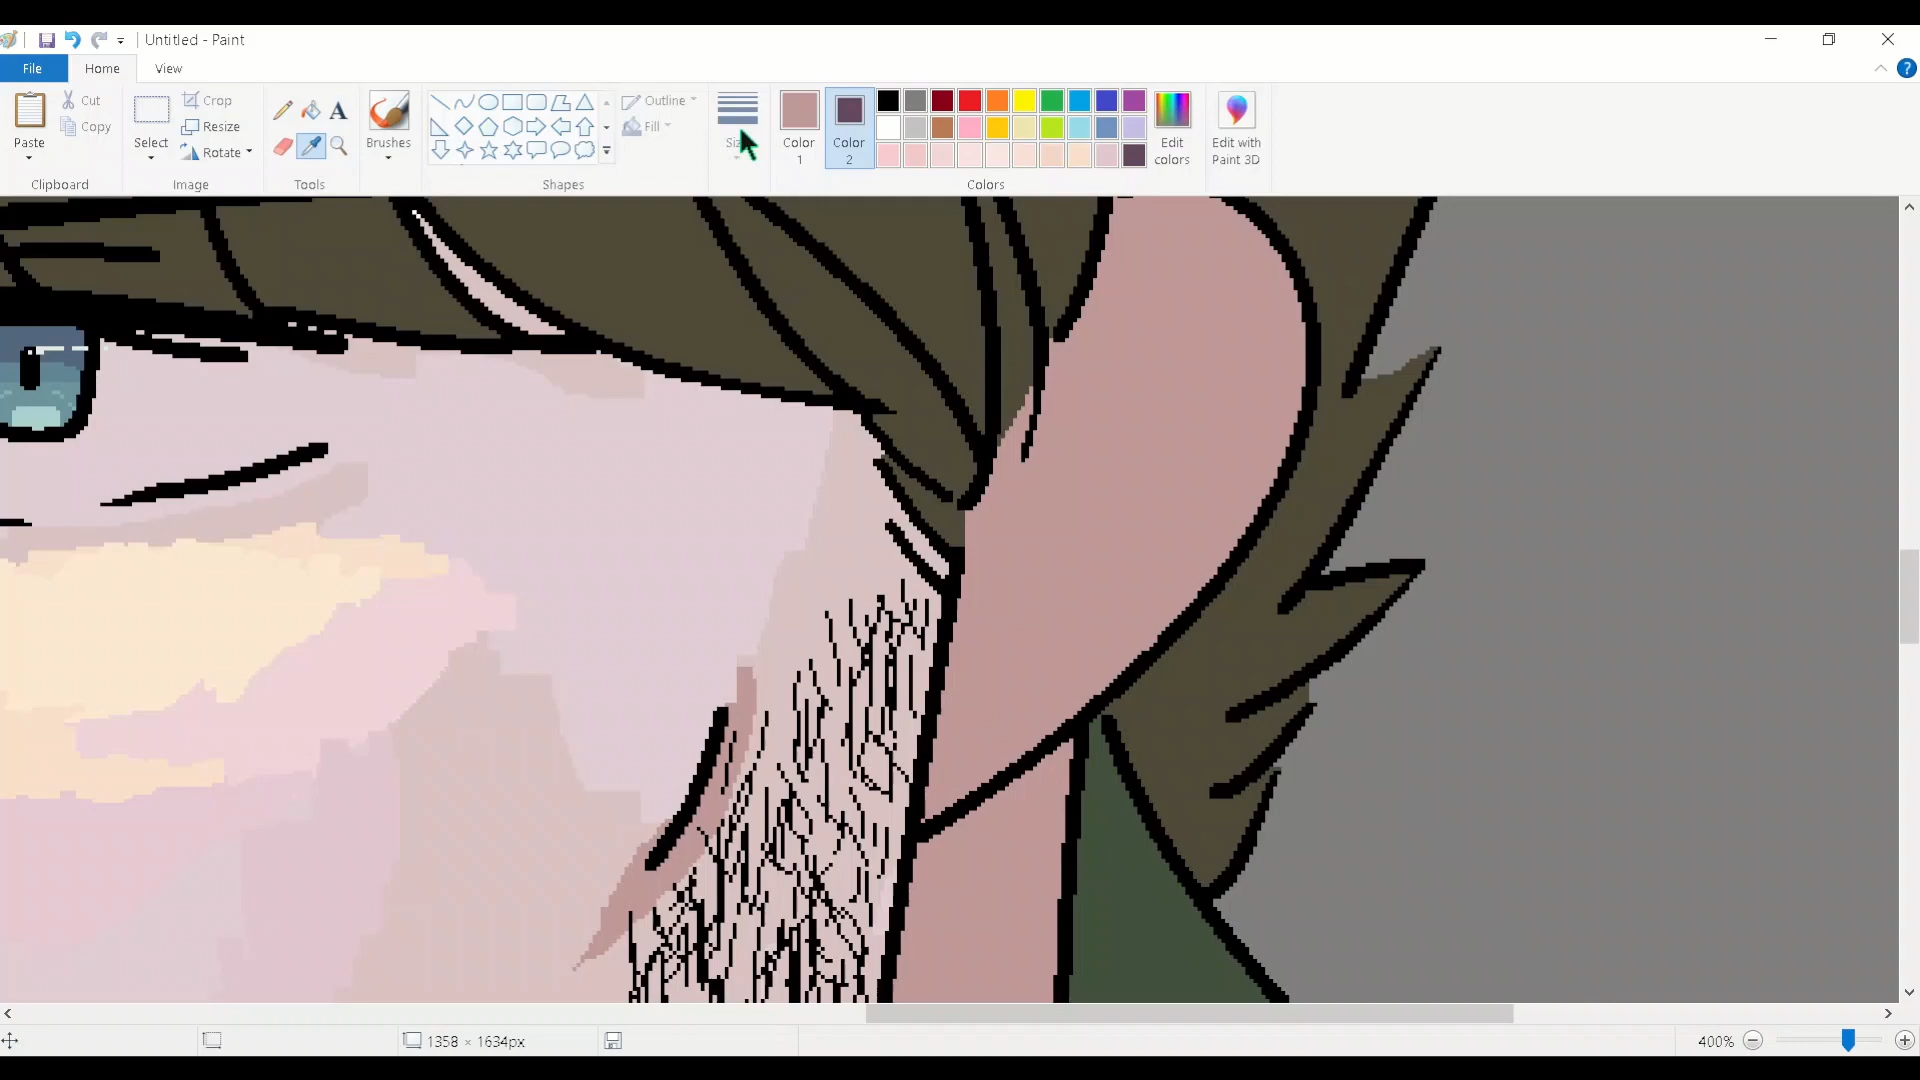 Untitled - Paint
File Home View
Paste Cut Copy Clipboard
Select Crop Resize Rotate Image
A Tools
Brushes
Outline Fill Shapes
Color 1
Color 2
Colors
Edit colors
Edit with Paint 3D
?
1358 × 1634px
400%